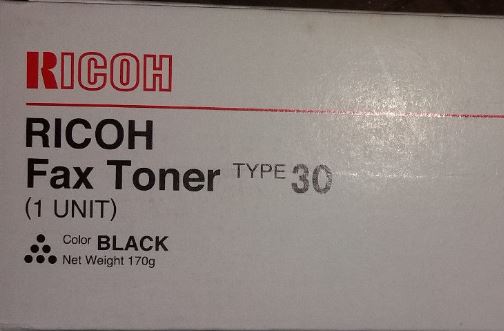 RICOH
RICOH
Fax Toner TYPE 30
(1 UNIT)
Color BLACK
Net Weight 170g